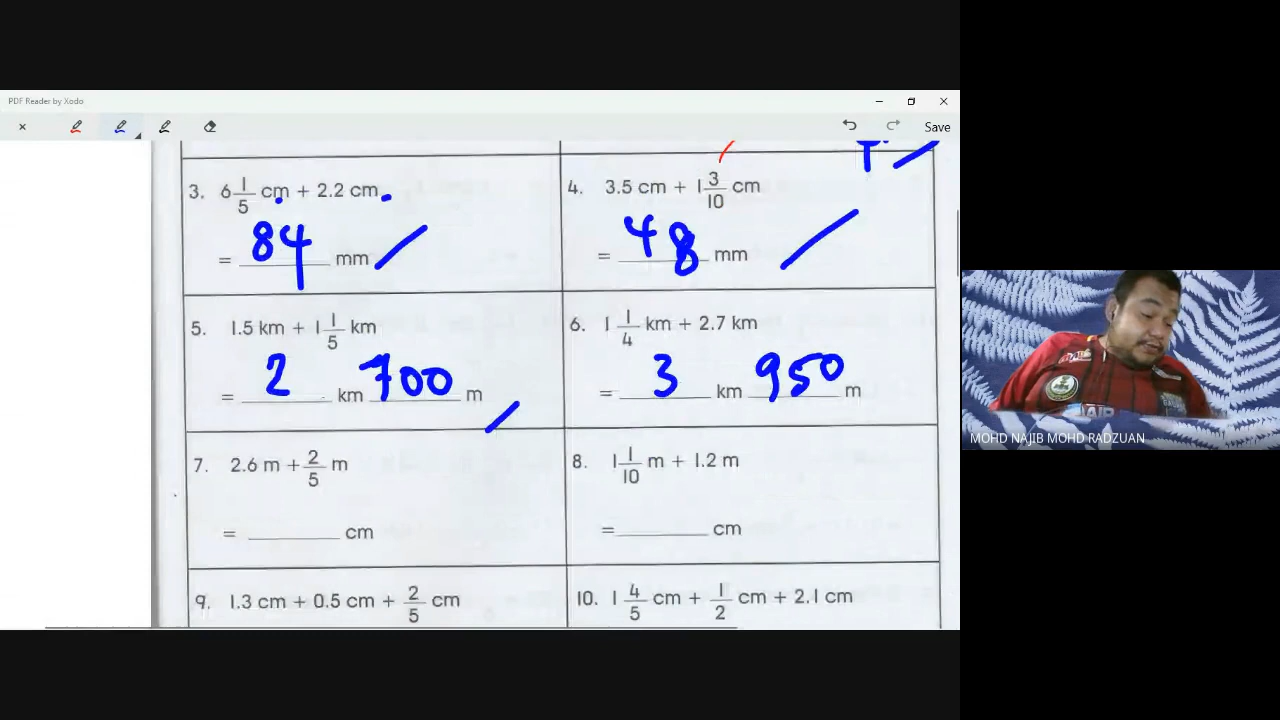 PDF Reader by Xodo
Save
3. 6 1/5 cm + 2.2 cm
= 84 mm
4. 3.5 cm + 1 3/10 cm
= 48 mm
5. 1.5 km + 1 1/5 km
= 2 km 700 m
6. 1 1/4 km + 2.7 km
= 3 km 950 m
7. 2.6 m + 2/5 m
= ______ cm
8. 1 1/10 m + 1.2 m
= ______ cm
9. 1.3 cm + 0.5 cm + 2/5 cm
10. 1 4/5 cm + 1/2 cm + 2.1 cm
MOHD NAJIB MOHD RADZUAN